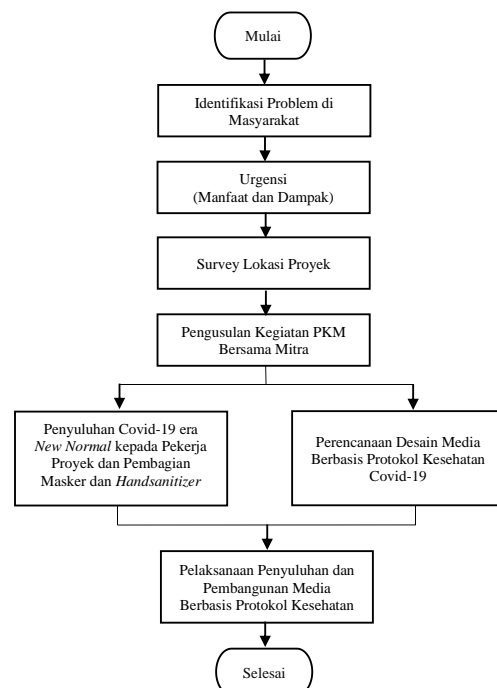 Mulai
Identifikasi Problem di
Masyarakat
Urgensi
(Manfaat dan Dampak)
Survey Lokasi Proyek
Pengusulan Kegiatan PKM
Bersama Mitra
Penyuluhan Covid-19 era
New Normal kepada Pekerja
Proyek dan Pembagian
Masker dan Handsanitizer
Perencanaan Desain Media
Berbasis Protokol Kesehatan
Covid-19
Pelaksanaan Penyuluhan dan
Pembangunan Media
Berbasis Protokol Kesehatan
Selesai